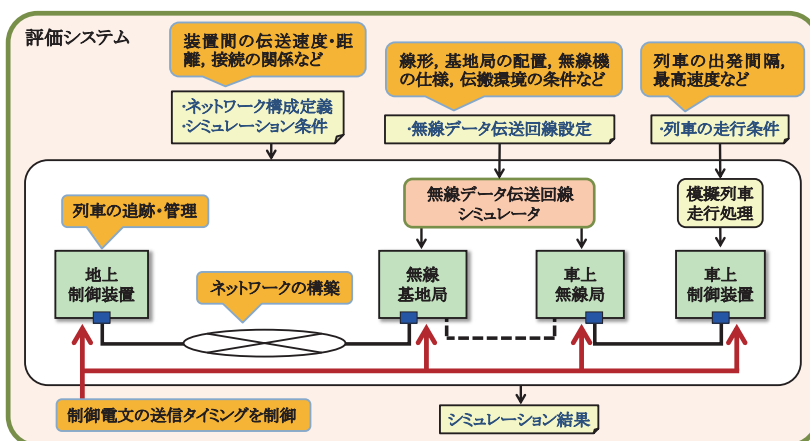 評価システム
装置間の伝送速度・距
離, 接続の関係など
線形, 基地局の配置, 無線機
の仕様, 伝搬環境の条件など
列車の出発間隔,
最高速度など
・ネットワーク構成定義
・シミュレーション条件
・無線データ伝送回線設定
・列車の走行条件
無線データ伝送回線
シミュレータ
模擬列車
走行処理
列車の追跡・管理
地上
制御装置
ネットワークの構築
無線
基地局
車上
無線局
車上
制御装置
制御電文の送信タイミングを制御
シミュレーション結果